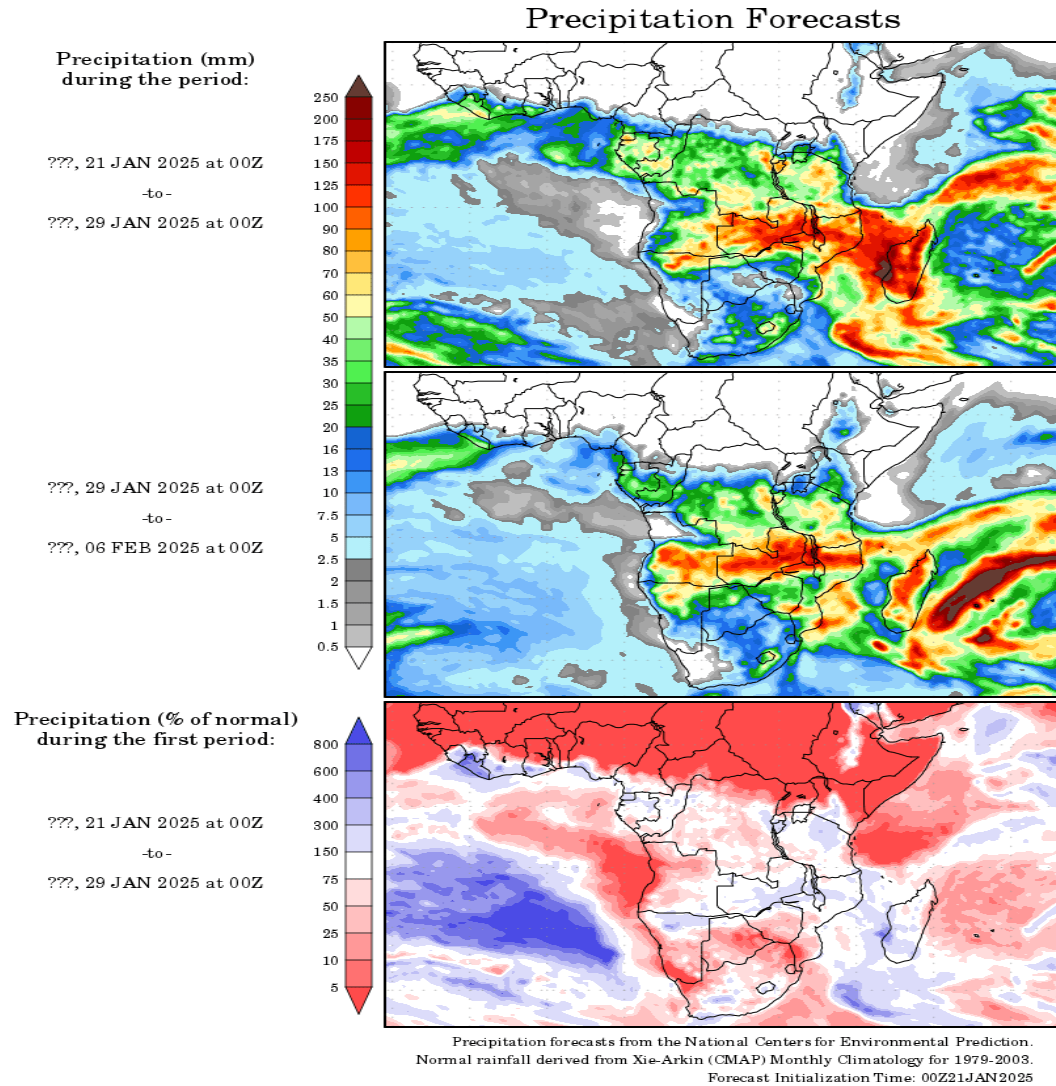 Precipitation Forecasts
Precipitation (mm)
during the period:
???, 21 JAN 2025 at 00Z
-to-
???, 29 JAN 2025 at 00Z
250
200
175
150
125
100
90
80
70
60
50
40
35
30
25
20
16
13
10
7.5
5
2.5
2
1.5
1
0.5
???, 29 JAN 2025 at 00Z
-to-
???, 06 FEB 2025 at 00Z
Precipitation (% of normal)
during the first period:
???, 21 JAN 2025 at 00Z
-to-
???, 29 JAN 2025 at 00Z
800
600
400
300
150
75
50
25
10
5
Precipitation forecasts from the National Centers for Environmental Prediction.
Normal rainfall derived from Xie-Arkin (CMAP) Monthly Climatology for 1979-2003.
Forecast Initialization Time: 00Z21JAN2025